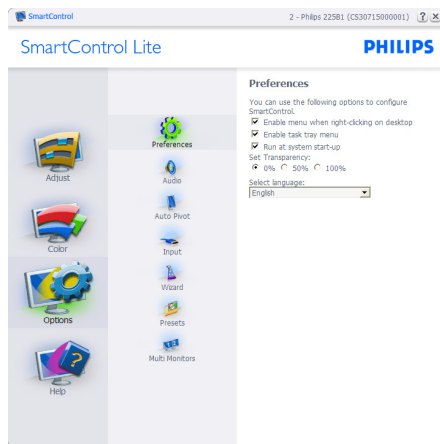 SmartControl
2 - Philips 225B1 (CS30715000001)
?
SmartControl Lite
PHILIPS
Adjust
Color
Options
Help
Preferences
Audio
Auto Pivot
Input
Wizard
Presets
Multi Monitors
Preferences
You can use the following options to configure
SmartControl.
Enable menu when right-clicking on desktop
Enable task tray menu
Run at system start-up
Set Transparency:
0% 50% 100%
Select language:
English